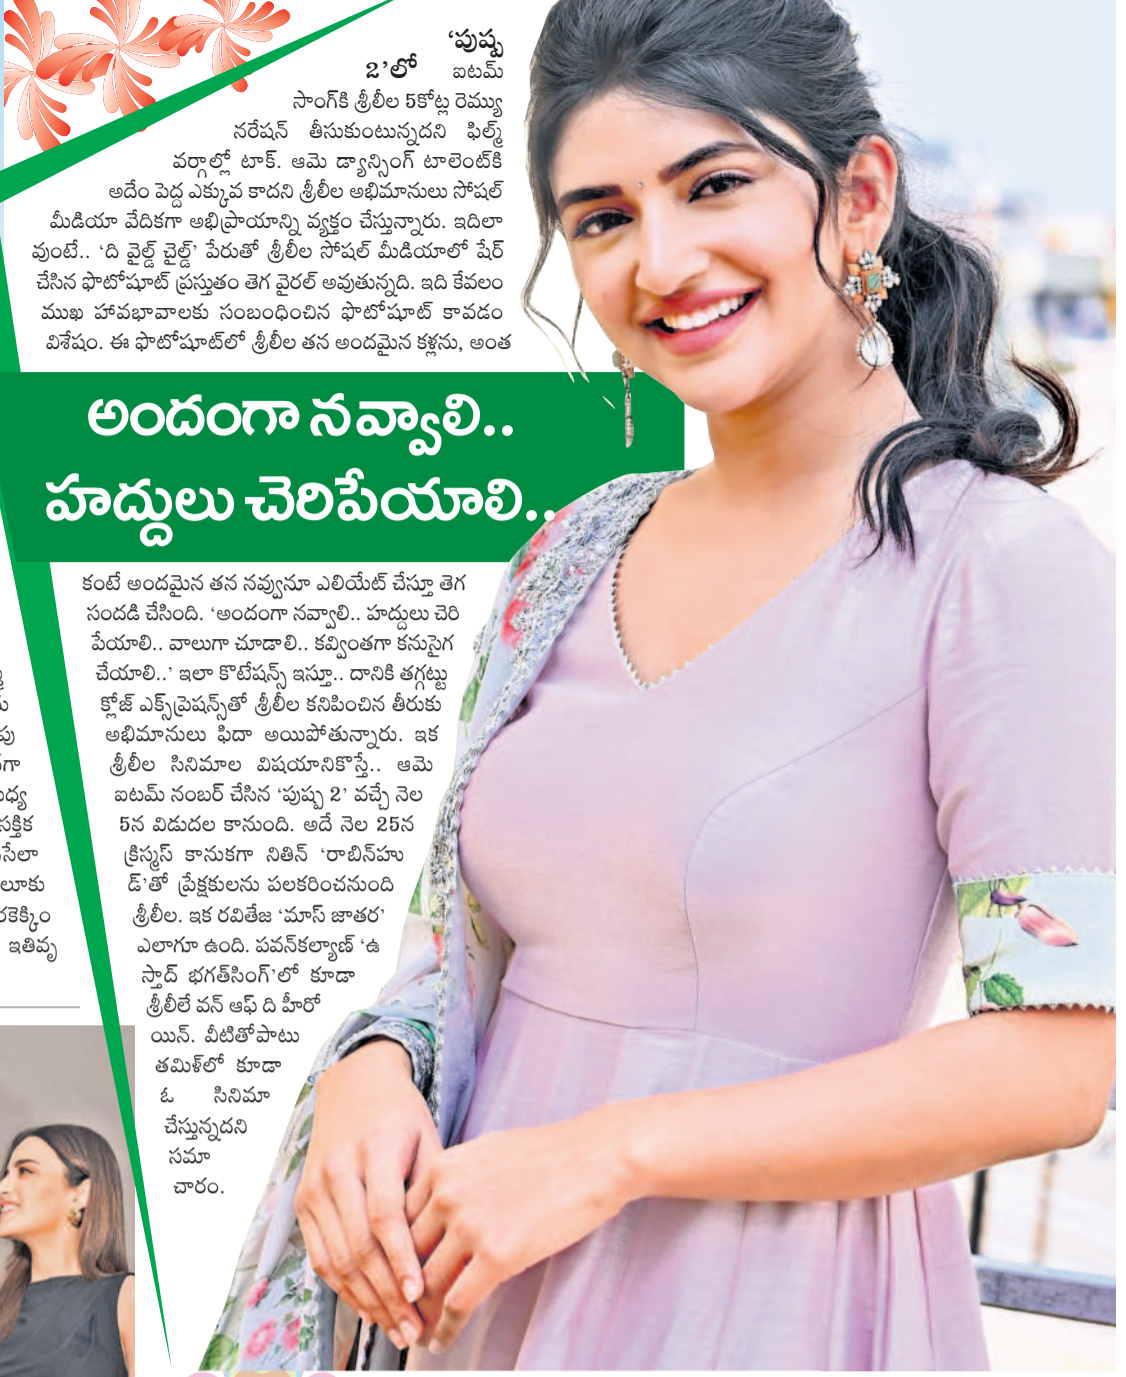 ‘పుష్ప
2’లో ఐటమ్
సాంగ్‌కి శ్రీలీల 5కోట్ల రెమ్యు
నరేషన్ తీసుకుంటున్నదని ఫిల్మ్
వర్గాల్లో టాక్. ఆమె డ్యాన్సింగ్ టాలెంట్‌కి
అదేం పెద్ద ఎక్కువ కాదని శ్రీలీల అభిమానులు సోషల్
మీడియా వేదికగా అభిప్రాయాన్ని వ్యక్తం చేస్తున్నారు. ఇదిలా
వుంటే.. ‘ది వైల్డ్ చైల్డ్’ పేరుతో శ్రీలీల సోషల్ మీడియాలో షేర్
చేసిన ఫొటోషూట్ ప్రస్తుతం తెగ వైరల్ అవుతున్నది. ఇది కేవలం
ముఖ హావభావాలకు సంబంధించిన ఫొటోషూట్ కావడం
విశేషం. ఈ ఫొటోషూట్‌లో శ్రీలీల తన అందమైన కళ్లను, అంత
అందంగా నవ్వాలి..
హద్దులు చెరిపేయాలి..
కంటే అందమైన తన నవ్వునూ ఎలియేట్ చేస్తూ తెగ
సందడి చేసింది. ‘అందంగా నవ్వాలి.. హద్దులు చెరి
పేయాలి.. వాలుగా చూడాలి.. కవ్వింతగా కనుసైగ
చేయాలి..’ ఇలా కొటేషన్స్ ఇస్తూ.. దానికి తగ్గట్టు
క్లోజ్ ఎక్స్‌ప్రెషన్స్‌తో శ్రీలీల కనిపించిన తీరుకు
అభిమానులు ఫిదా అయిపోతున్నారు. ఇక
శ్రీలీల సినిమాల విషయానికొస్తే.. ఆమె
ఐటమ్ నంబర్ చేసిన ‘పుష్ప 2’ వచ్చే నెల
5న విడుదల కానుంది. అదే నెల 25న
క్రిస్మస్ కానుకగా నితిన్ ‘రాబిన్‌హు
డ్’తో ప్రేక్షకులను పలకరించనుంది
శ్రీలీల. ఇక రవితేజ ‘మాస్ జాతర’
ఎలాగూ ఉంది. పవన్‌కల్యాణ్ ‘ఉ
స్తాద్ భగత్‌సింగ్’లో కూడా
శ్రీలీలే వన్ ఆఫ్ ది హీరో
యిన్. వీటితో పాటు
తమిళ్‌లో కూడా
ఓ సినిమా
చేస్తున్నదని
సమా
చారం.
లూకు
ఇతివృ